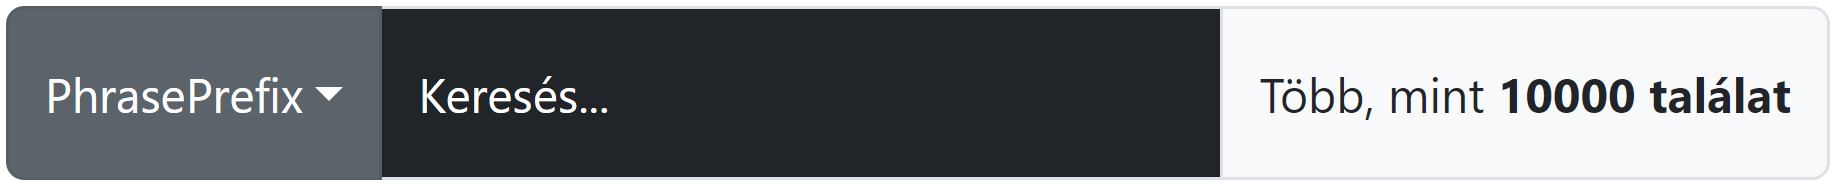 PhrasePrefix Keresés... Több, mint 10000 találat